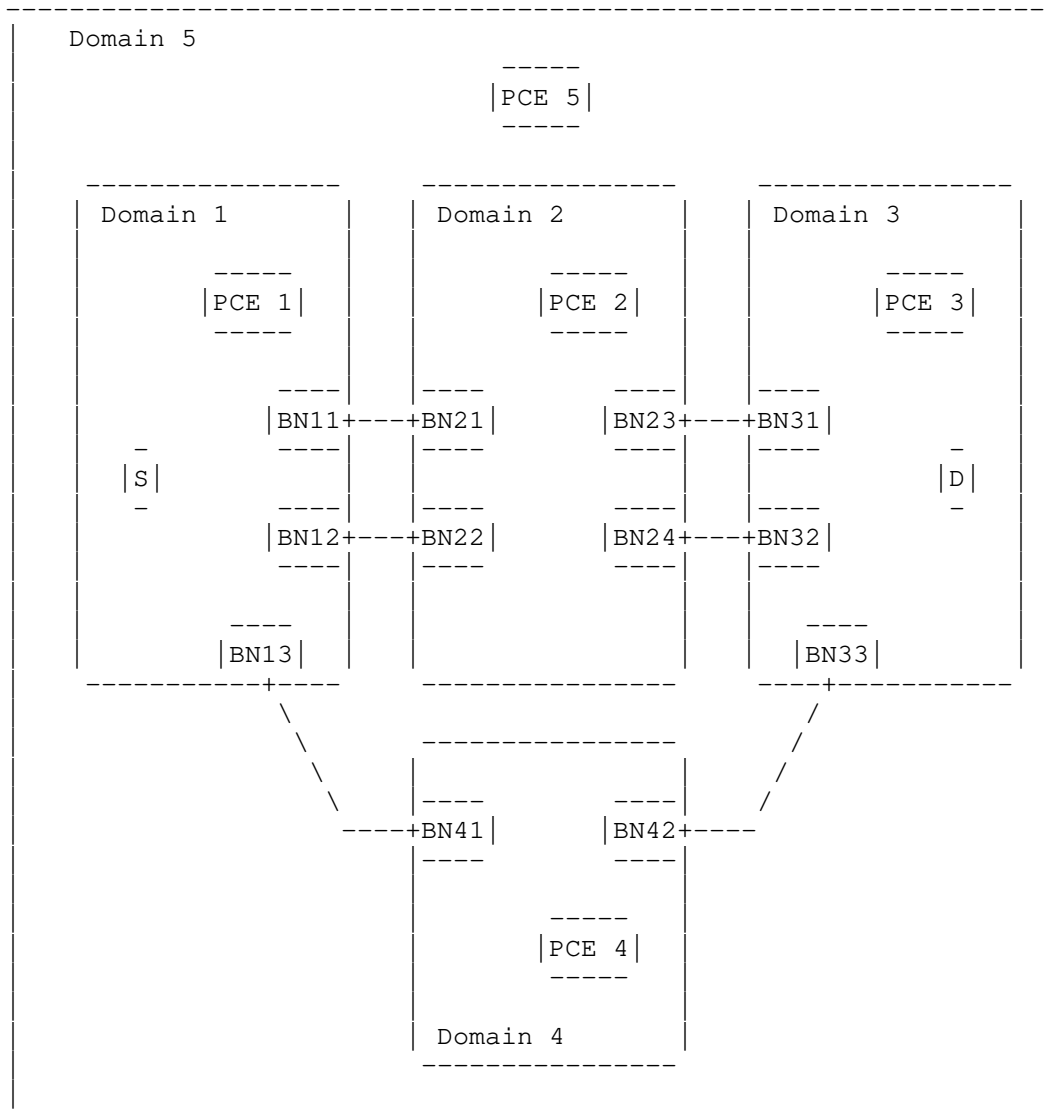 Domain 5
PCE 5
Domain 1 Domain 2 Domain 3
PCE 1 PCE 2 PCE 3
BN11 BN21 BN23 BN31
S D
BN12 BN22 BN24 BN32
BN13 BN33
BN41 BN42
PCE 4
Domain 4